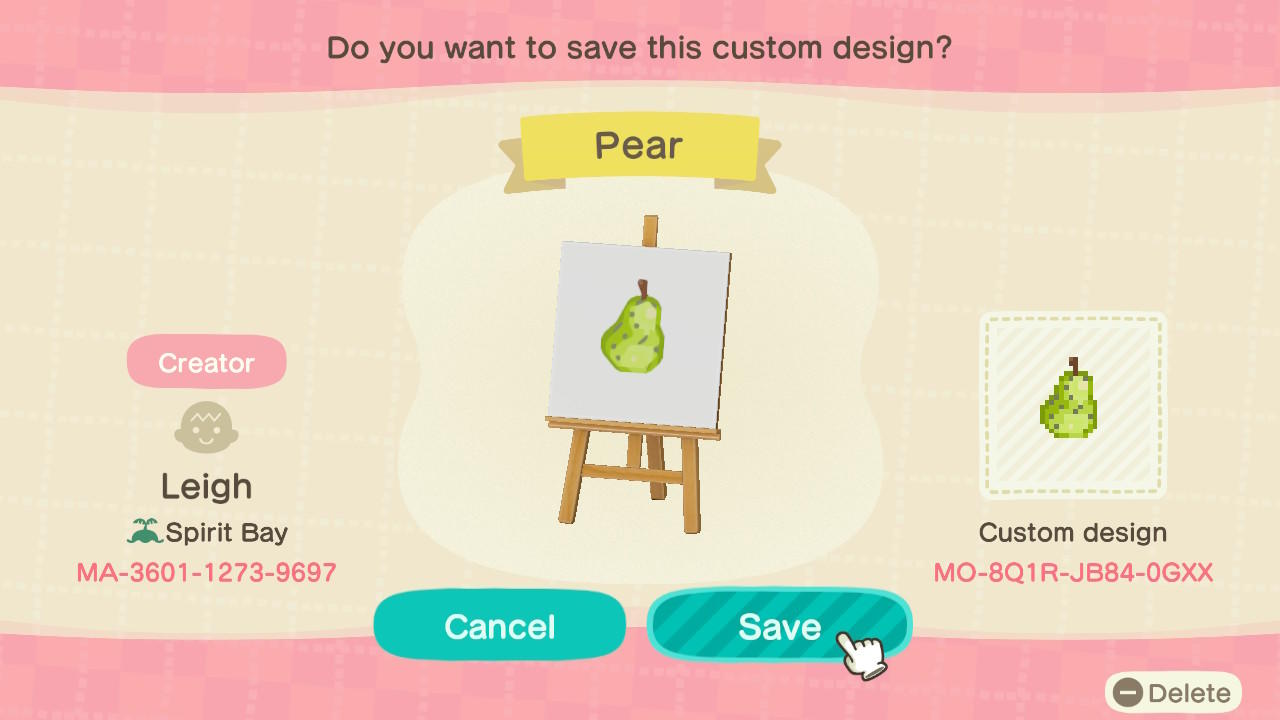 Do you want to save this custom design?
Pear
Creator
Leigh
Spirit Bay
MA-3601-1273-9697
Custom design
MO-8Q1R-JB84-0GXX
Cancel
Save
Delete